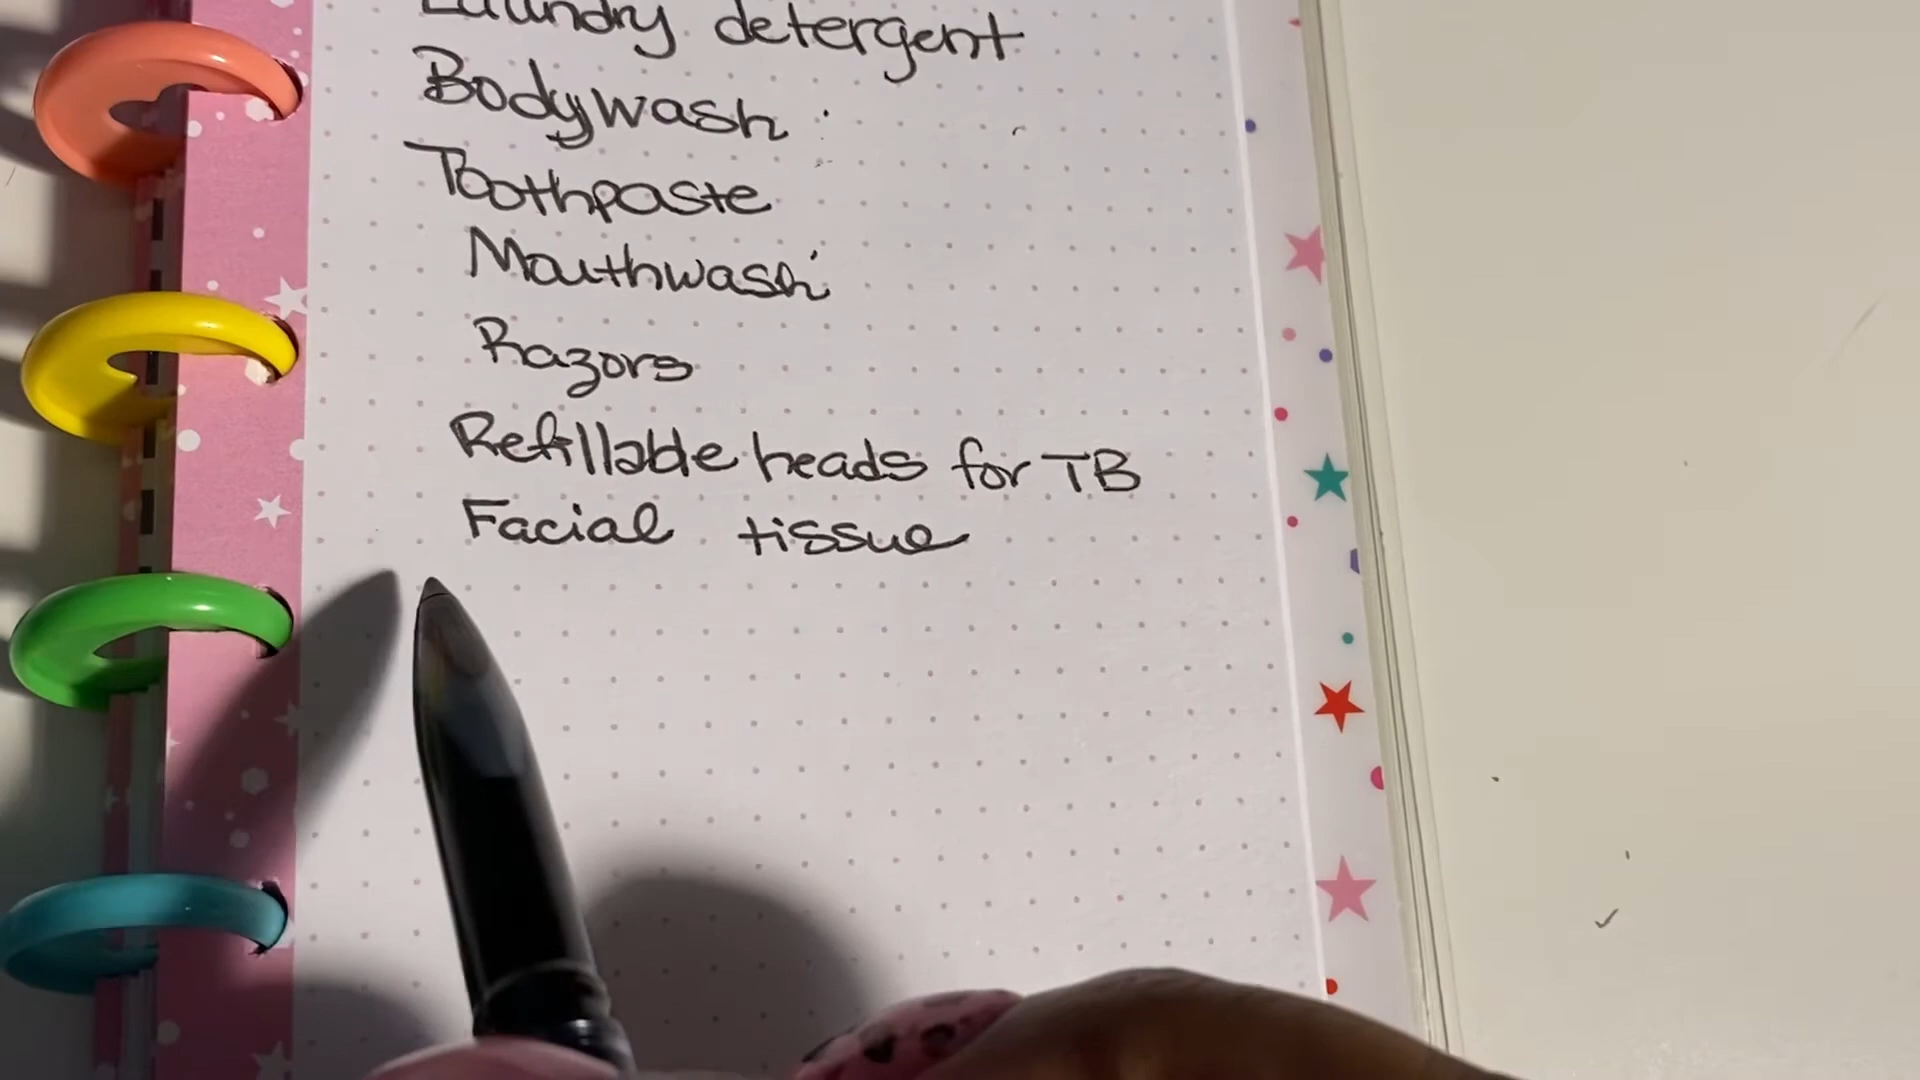 Laundry detergent
Bodywash
Toothpaste
Mouthwash
Razors
Refillable heads for TB
Facial tissue